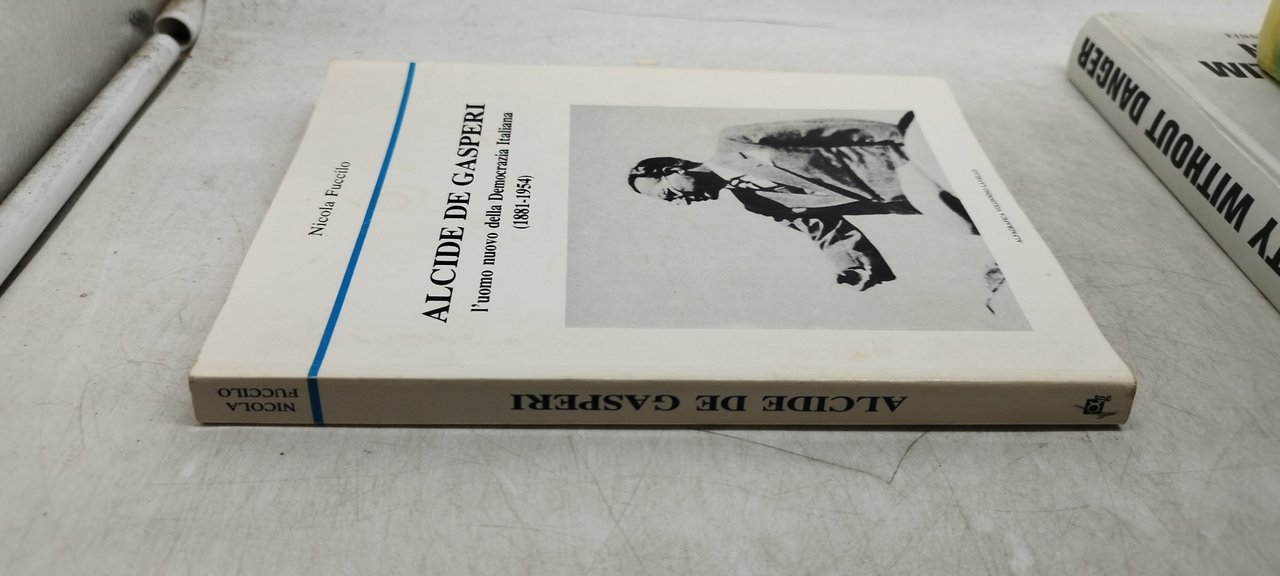 Nicola Fuccilo
ALCIDE DE GASPERI
l'uomo nuovo della Democrazia Italiana
(1881-1954)
NICOLA
FUCCILO
ALCIDE DE GASPERI
WITHOUT DANGER